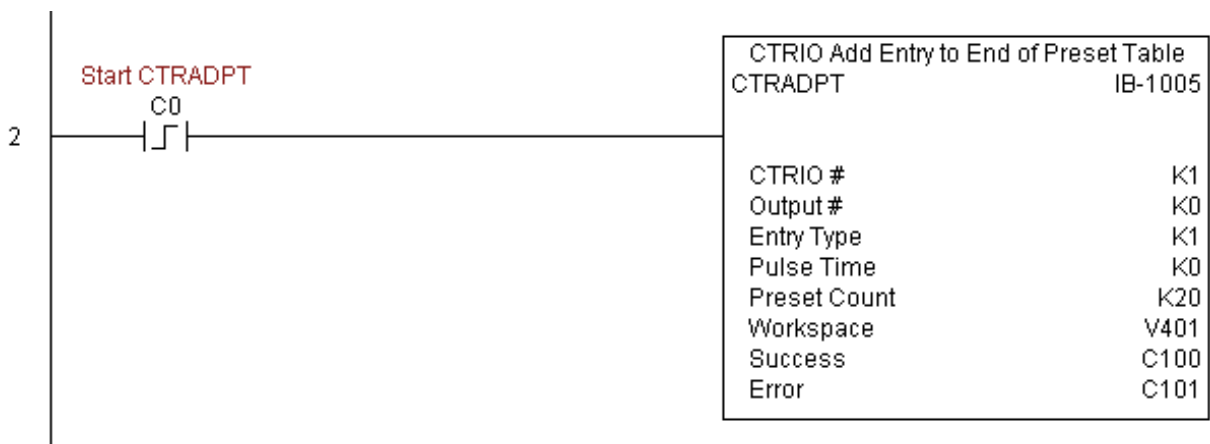 CTRIO Add Entry to End of Preset Table
Start CTRADPT
CTRADPT IB-1005
C0
2
CTRIO # K1
Output # K0
Entry Type K1
Pulse Time K0
Preset Count K20
Workspace V401
Success C100
Error C101